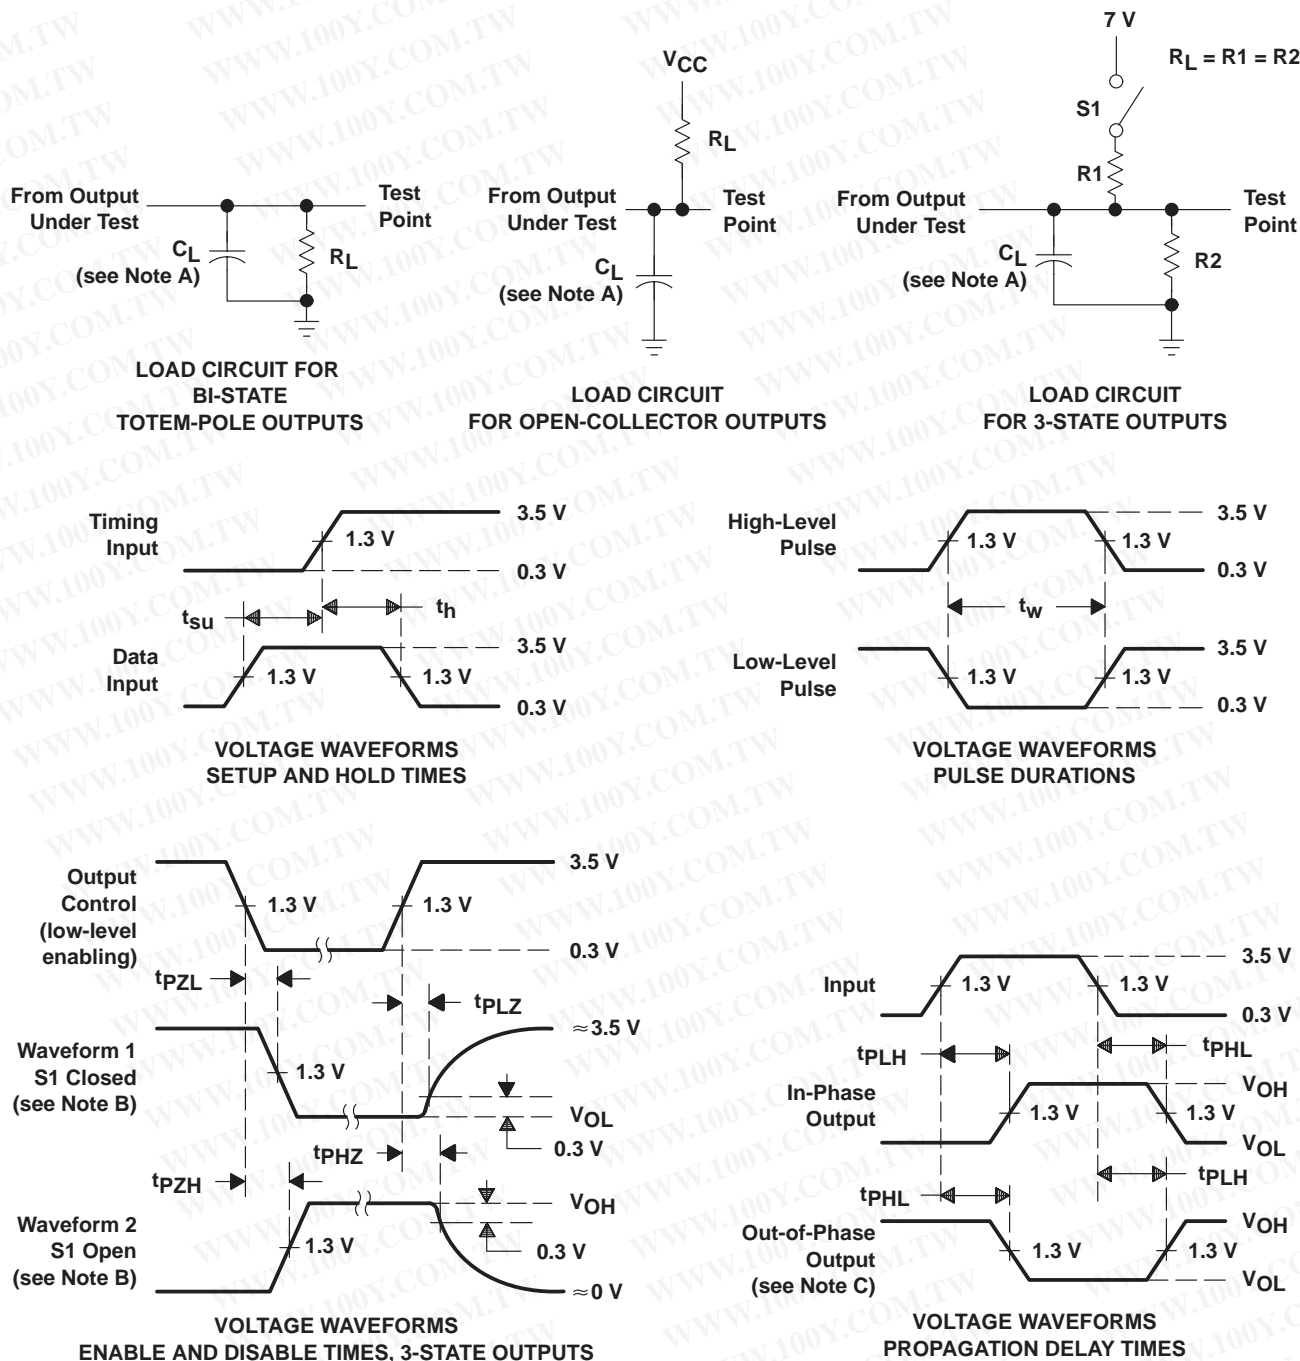 7 V
RL = R1 = R2
S1
R1
From Output
Under Test
Test
Point
CL
(see Note A)
R2
LOAD CIRCUIT
FOR 3-STATE OUTPUTS
VCC
RL
From Output
Under Test
Test
Point
CL
(see Note A)
LOAD CIRCUIT
FOR OPEN-COLLECTOR OUTPUTS
From Output
Under Test
Test
Point
CL
(see Note A)
RL
LOAD CIRCUIT FOR
BI-STATE
TOTEM-POLE OUTPUTS
Timing
Input
1.3 V
3.5 V
0.3 V
tsu
th
Data
Input
1.3 V
1.3 V
3.5 V
0.3 V
VOLTAGE WAVEFORMS
SETUP AND HOLD TIMES
High-Level
Pulse
1.3 V
1.3 V
3.5 V
0.3 V
tw
Low-Level
Pulse
1.3 V
1.3 V
3.5 V
0.3 V
VOLTAGE WAVEFORMS
PULSE DURATIONS
Output
Control
(low-level
enabling)
1.3 V
1.3 V
3.5 V
0.3 V
tPZL
tPLZ
Waveform 1
S1 Closed
(see Note B)
1.3 V
≈3.5 V
VOL
0.3 V
tPHZ
tPZH
Waveform 2
S1 Open
(see Note B)
1.3 V
VOH
0.3 V
≈0 V
VOLTAGE WAVEFORMS
ENABLE AND DISABLE TIMES, 3-STATE OUTPUTS
Input
1.3 V
1.3 V
3.5 V
0.3 V
tPLH
tPHL
In-Phase
Output
1.3 V
1.3 V
VOH
VOL
tPHL
tPLH
Out-of-Phase
Output
(see Note C)
1.3 V
1.3 V
VOH
VOL
VOLTAGE WAVEFORMS
PROPAGATION DELAY TIMES
WWW.100Y.COM.TW